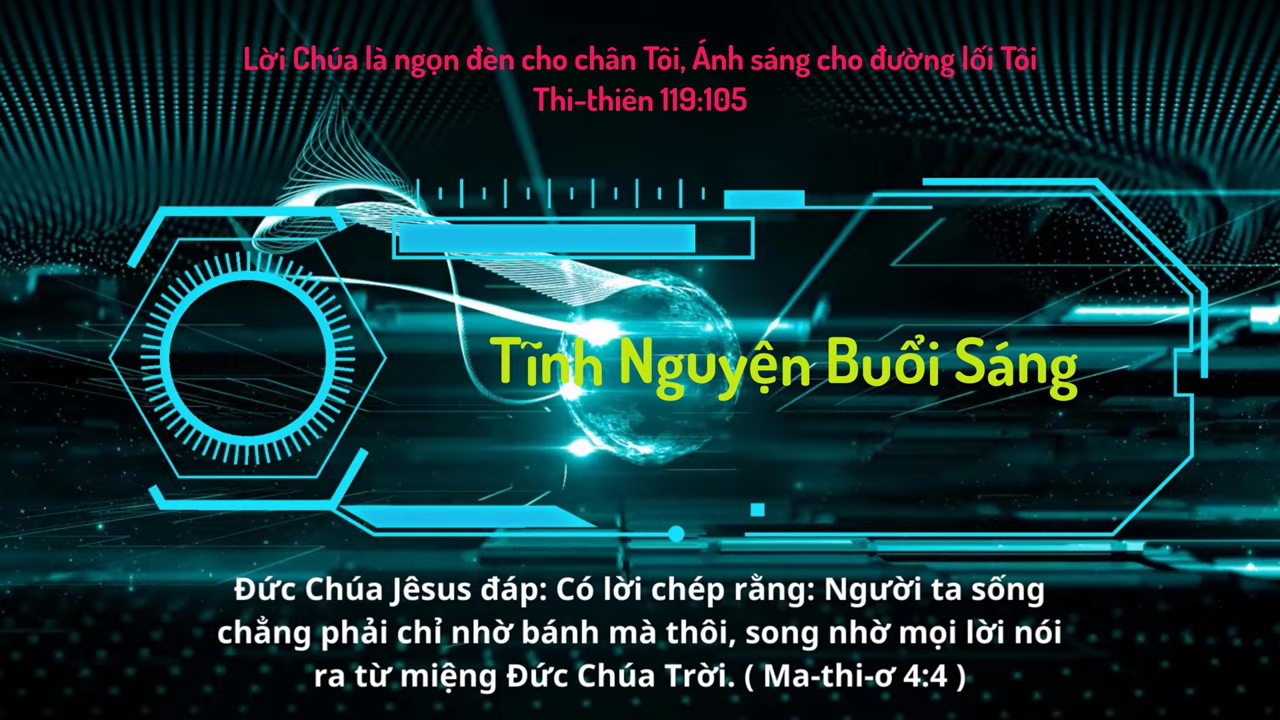 Lời Chúa là ngọn đèn cho chân Tôi, Ánh sáng cho đường lối Tôi
Thi-thiên 119:105
Tĩnh Nguyện Buổi Sáng
Đức Chúa Jêsus đáp: Có lời chép rằng: Người ta sống
chẳng phải chỉ nhờ bánh mà thôi, song nhờ mọi lời nói
ra từ miệng Đức Chúa Trời. ( Ma-thi-ơ 4:4 )